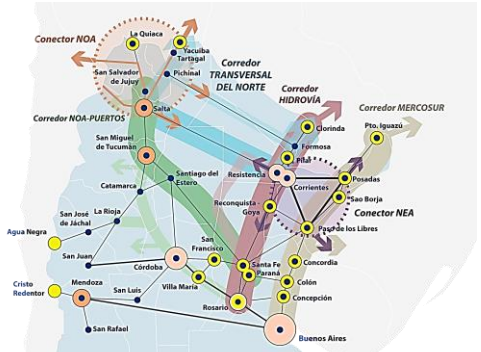 La Quiaca
Conector NOA
Yacuiba
Tartagal
Pichinal
San Salvador
de Jujuy
Corredor
TRANSVERSAL
DEL NORTE
Corredor
HIDROVÍA
Corredor MERCOSUR
Salta
Corredor NOA-PUERTOS
Clorinda
Pto. Iguazú
San Miguel
de Tucumán
Formosa
Pilar
Resistencia
Corrientes
Posadas
Santiago del
Estero
Catamarca
Sao Borja
Reconquista -
Goya
Conector NEA
San José
de Jáchal
La Rioja
Paso de los Libres
Agua Negra
San
Francisco
San Juan
Córdoba
Santa Fe
Paraná
Concordia
Cristo
Redentor
Mendoza
Villa María
Colón
San Luis
Rosario
Concepción
San Rafael
Buenos Aires